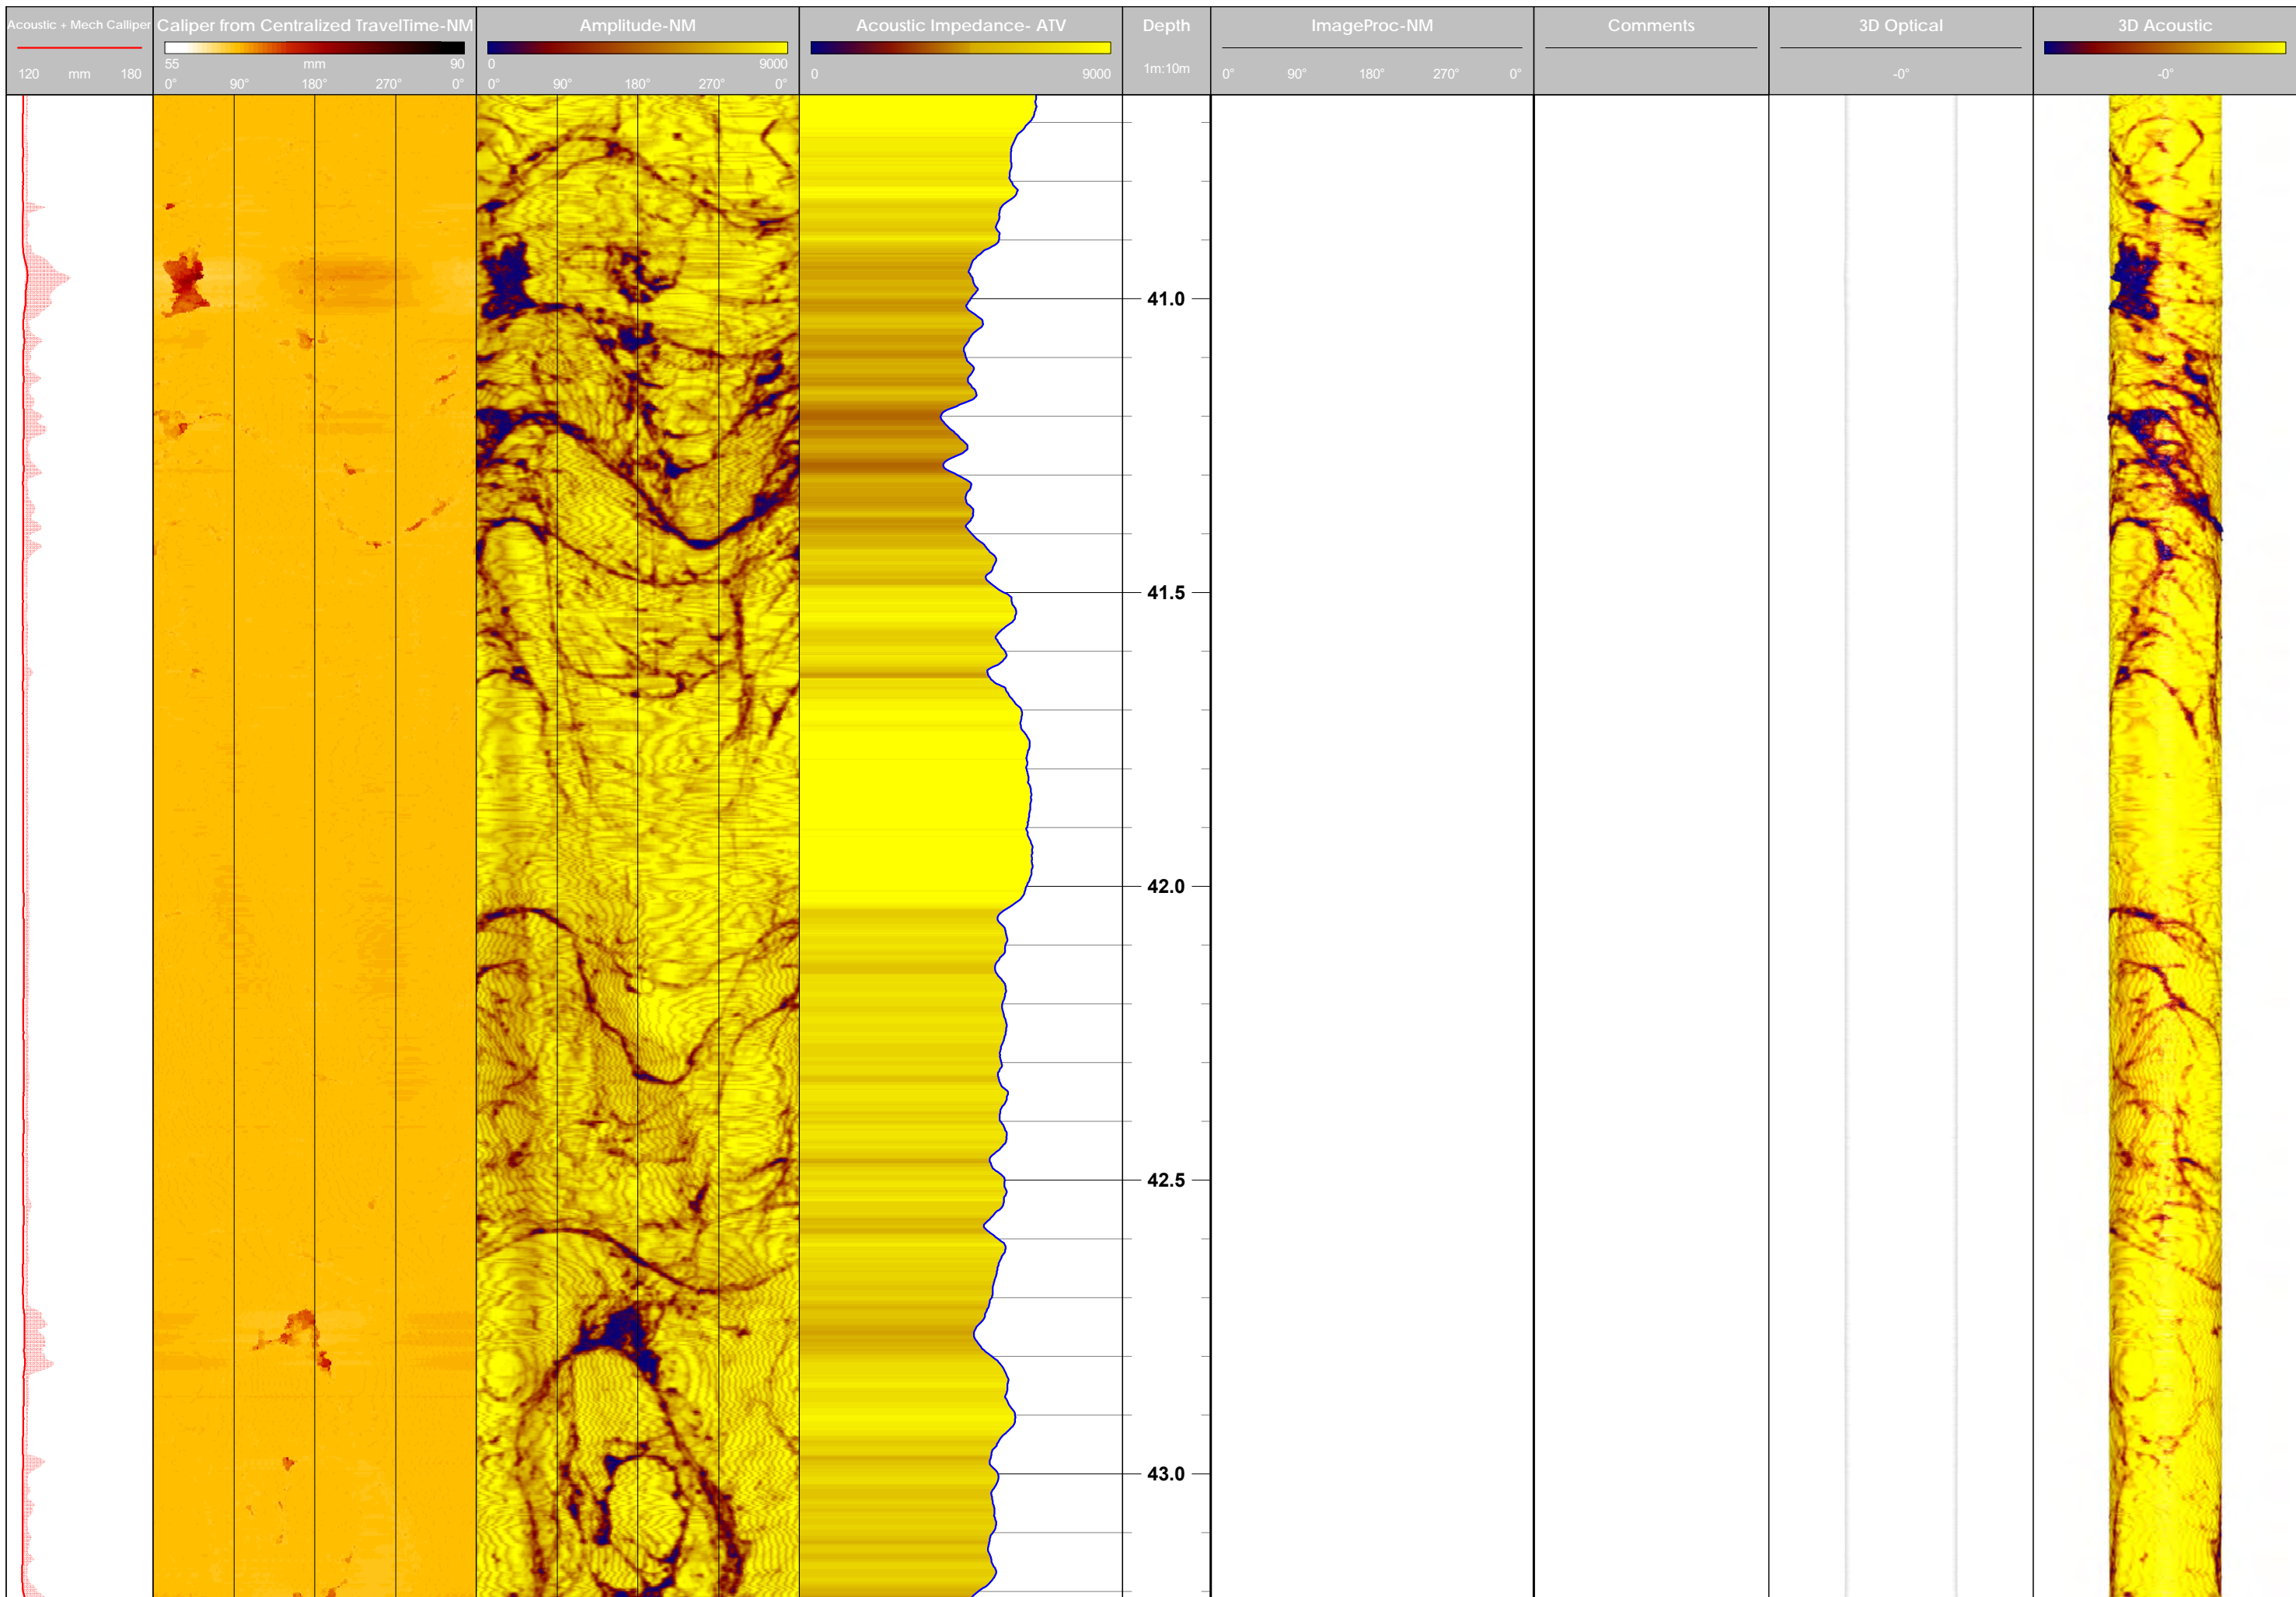 Acoustic + Mech Calliper
120 mm 180
Caliper from Centralized TravelTime-NM
55 mm 90
0° 90° 180° 270° 0°
Amplitude-NM
0 9000
0° 90° 180° 270° 0°
Acoustic Impedance- ATV
0 9000
Depth
1m:10m
ImageProc-NM
0° 90° 180° 270° 0°
Comments
3D Optical
-0°
3D Acoustic
-0°
41.0
41.5
42.0
42.5
43.0